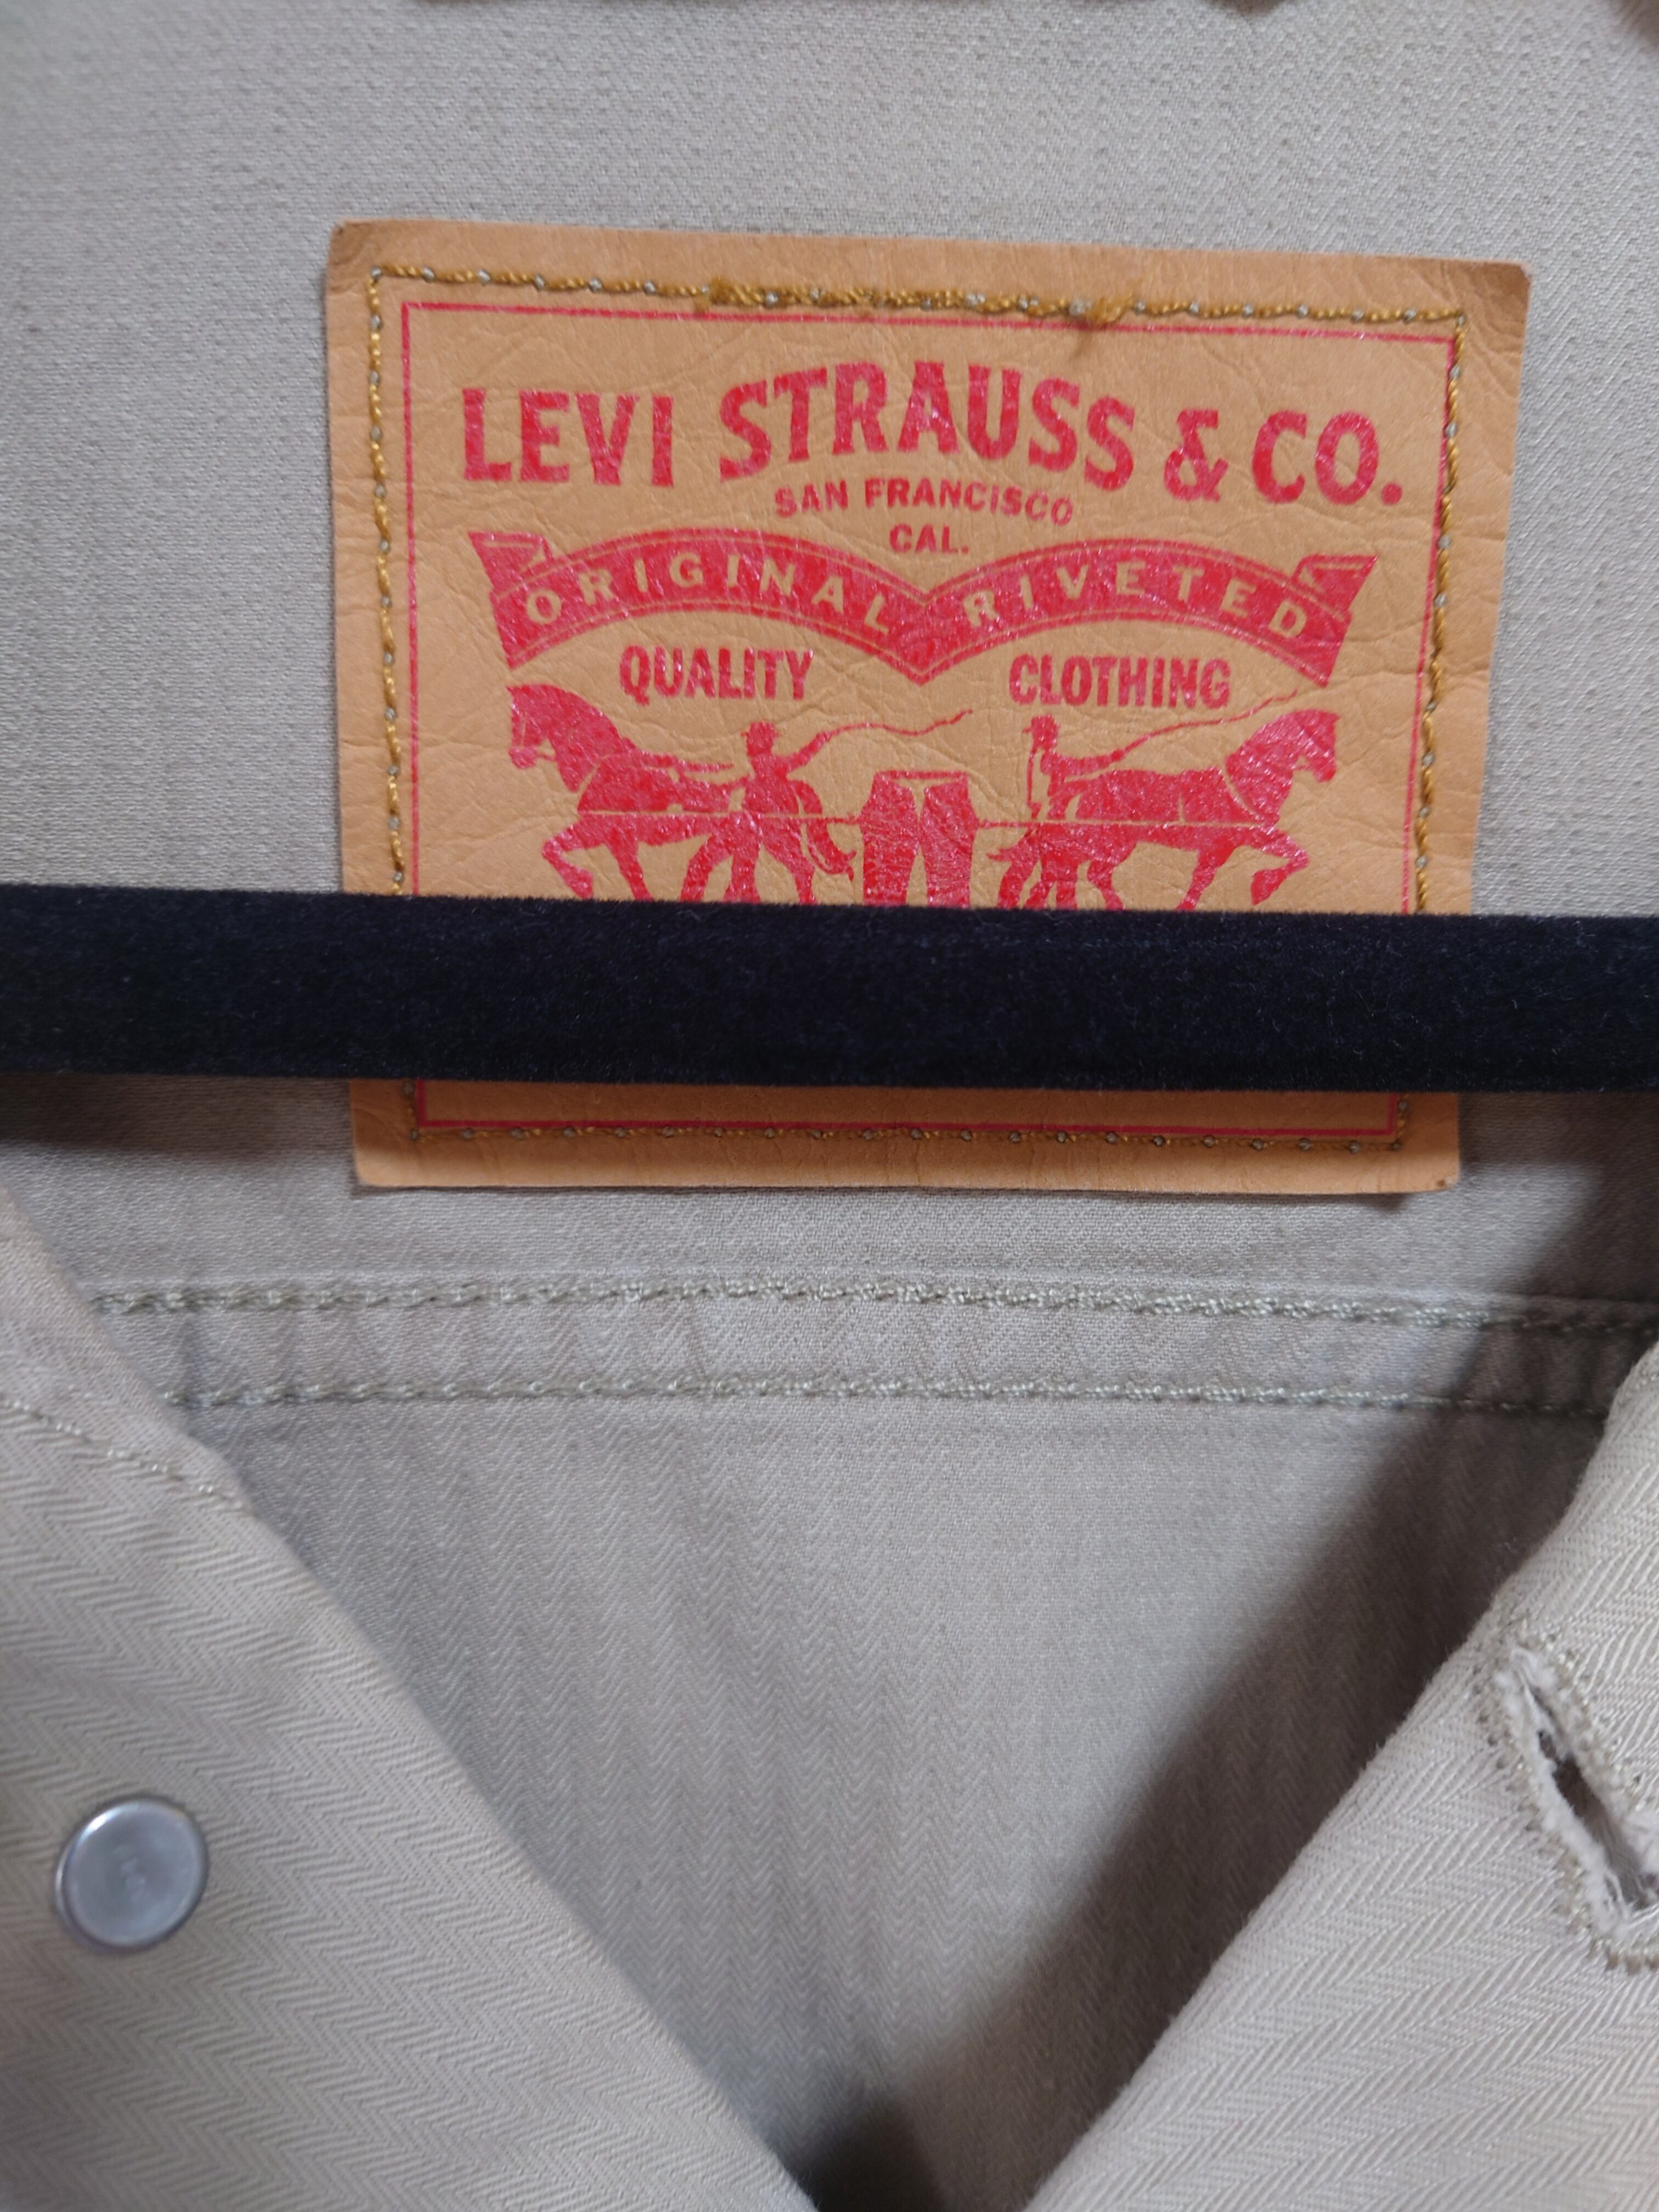 LEVI STRAUSS & CO.
SAN FRANCISCO
CAL.
ORIGINAL RIVETED
QUALITY CLOTHING